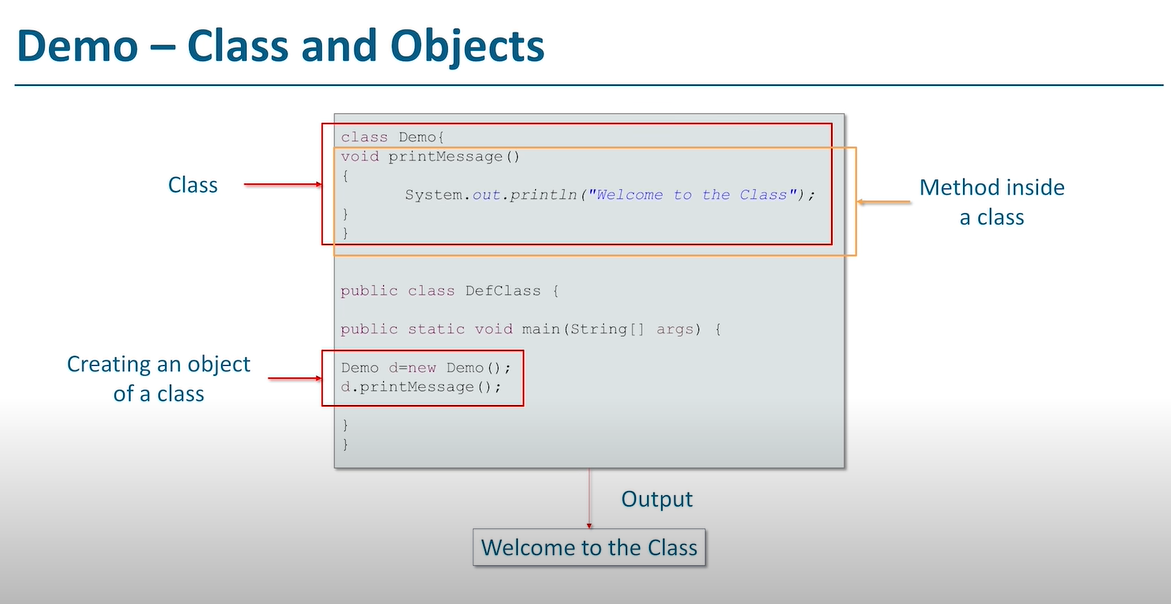 Demo – Class and Objects
class Demo{
void printMessage()
{
System.out.println("Welcome to the Class");
}
}
Class
Method inside
a class
public class DefClass {
public static void main(String[] args) {
Demo d=new Demo();
d.printMessage();
}
}
Creating an object
of a class
Output
Welcome to the Class